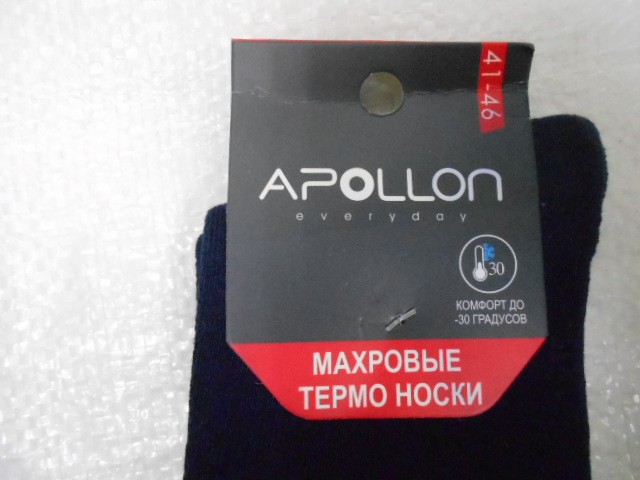 41-46
APOLLON
everyday
30
КОМФОРТ ДО
-30 ГРАДУСОВ
МАХРОВЫЕ
ТЕРМО НОСКИ